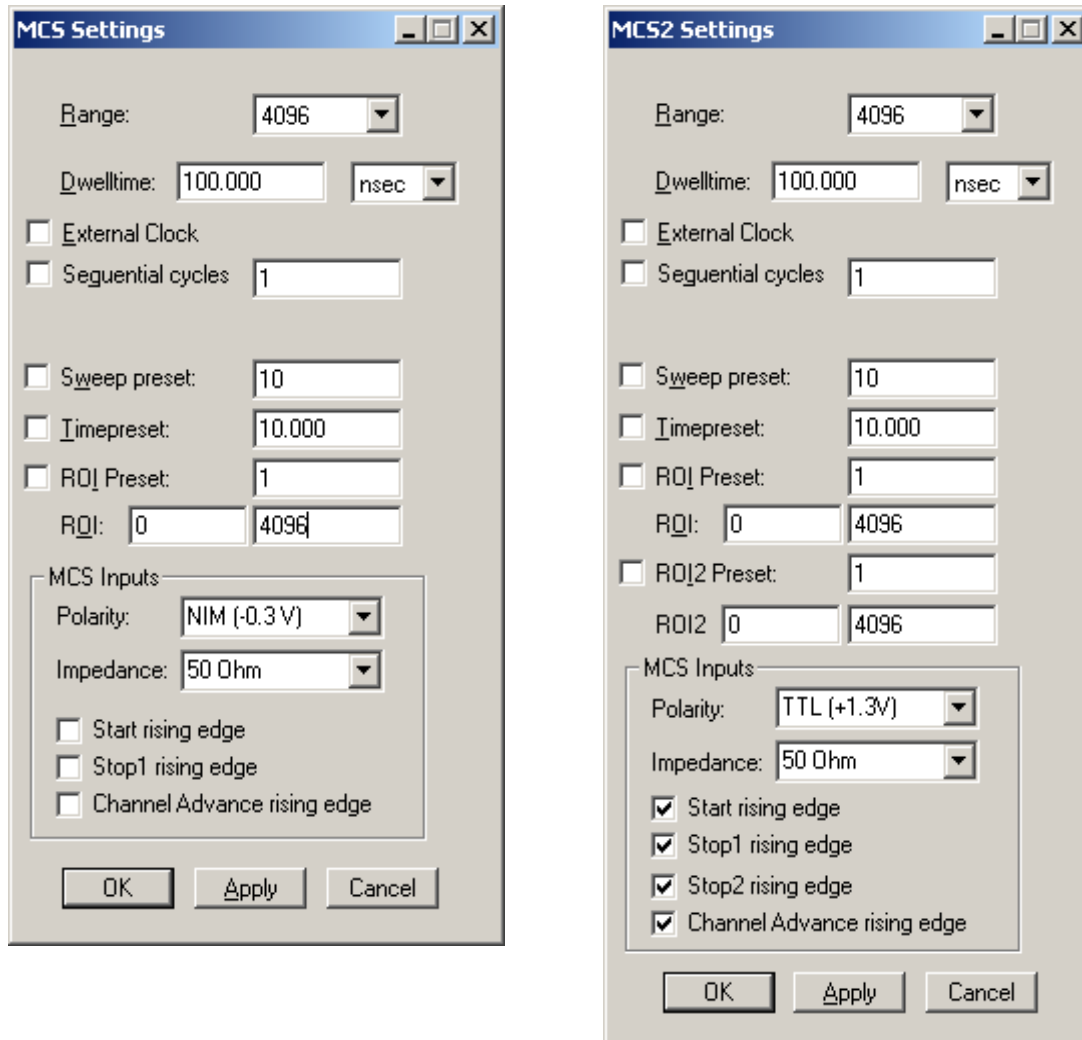 MCS Settings
Range: 4096
Dwelltime: 100.000 nsec
External Clock
Seguential cycles 1
Sweep preset: 10
Timepreset: 10.000
ROI Preset: 1
ROI: 0 4096
MCS Inputs
Polarity: NIM (-0.3 V)
Impedance: 50 Ohm
Start rising edge
Stop1 rising edge
Channel Advance rising edge
OK Apply Cancel
MCS2 Settings
Range: 4096
Dwelltime: 100.000 nsec
External Clock
Seguential cycles 1
Sweep preset: 10
Timepreset: 10.000
ROI Preset: 1
ROI: 0 4096
ROI2 Preset: 1
ROI2 0 4096
MCS Inputs
Polarity: TTL (+1.3V)
Impedance: 50 Ohm
Start rising edge
Stop1 rising edge
Stop2 rising edge
Channel Advance rising edge
OK Apply Cancel